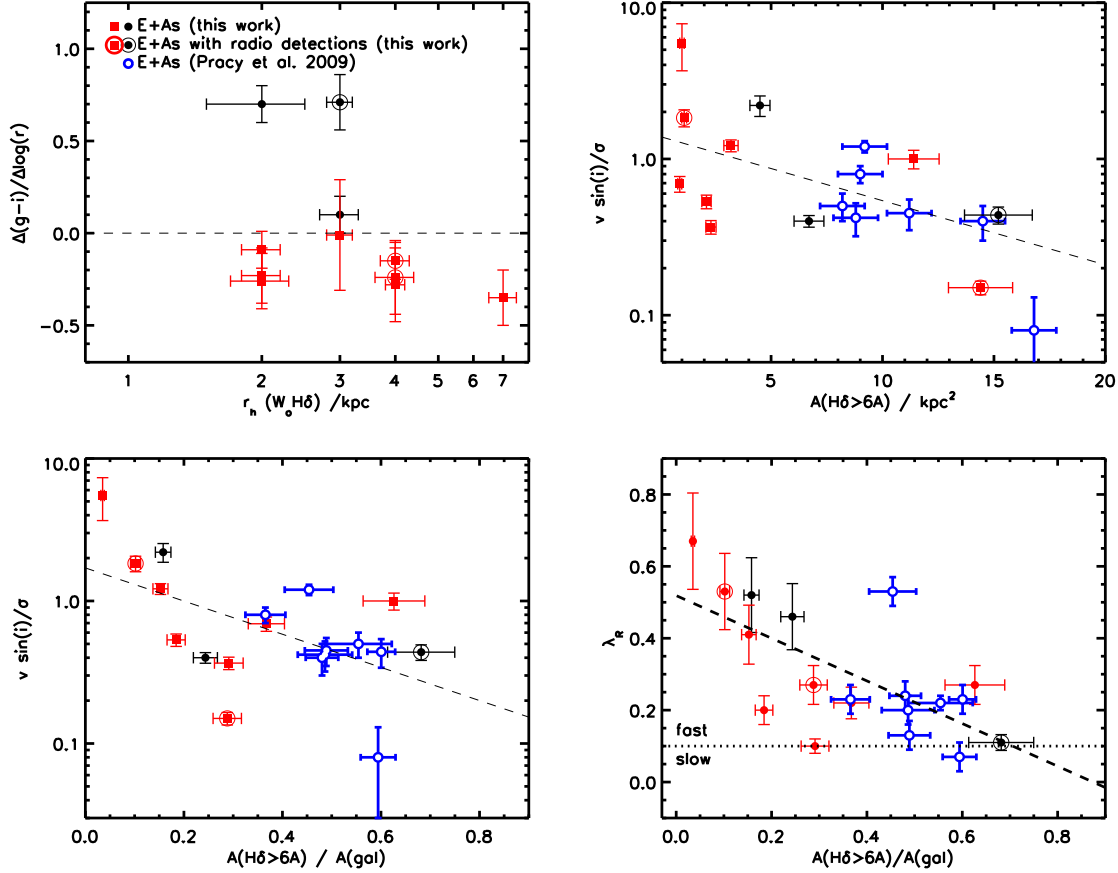 E+As (this work)
E+As with radio detections (this work)
E+As (Pracy et al. 2009)
1.0
0.5
0.0
−0.5
Δ(g−i)/Δlog(r)
1 2 3 4 5 6 7
r_h (W_o Hδ) /kpc
10.0
1.0
0.1
v sin(i)/σ
5 10 15 20
A(Hδ>6A) / kpc²
10.0
1.0
0.1
v sin(i)/σ
0.0 0.2 0.4 0.6 0.8
A(Hδ>6A) / A(gal)
0.8
0.6
0.4
0.2
0.0
λ_R
fast
slow
0.0 0.2 0.4 0.6 0.8
A(Hδ>6A)/A(gal)